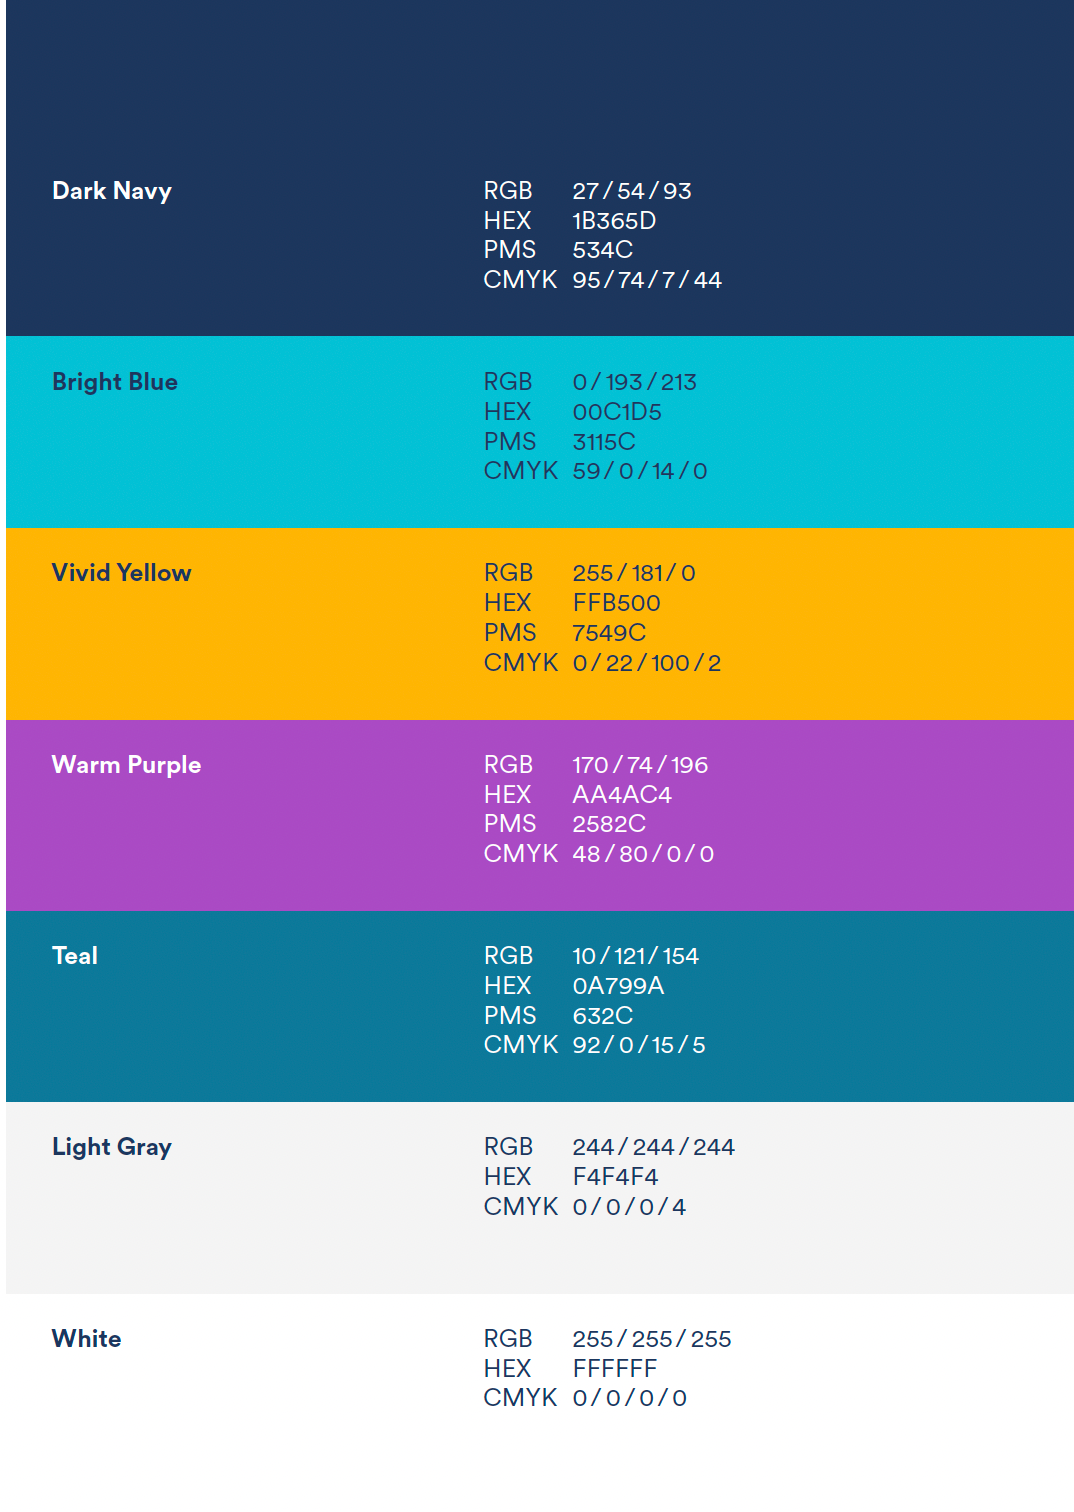 Dark Navy
RGB 27 / 54 / 93
HEX 1B365D
PMS 534C
CMYK 95 / 74 / 7 / 44
Bright Blue
RGB 0 / 193 / 213
HEX 00C1D5
PMS 3115C
CMYK 59 / 0 / 14 / 0
Vivid Yellow
RGB 255 / 181 / 0
HEX FFB500
PMS 7549C
CMYK 0 / 22 / 100 / 2
Warm Purple
RGB 170 / 74 / 196
HEX AA4AC4
PMS 2582C
CMYK 48 / 80 / 0 / 0
Teal
RGB 10 / 121 / 154
HEX 0A799A
PMS 632C
CMYK 92 / 0 / 15 / 5
Light Gray
RGB 244 / 244 / 244
HEX F4F4F4
CMYK 0 / 0 / 0 / 4
White
RGB 255 / 255 / 255
HEX FFFFFF
CMYK 0 / 0 / 0 / 0